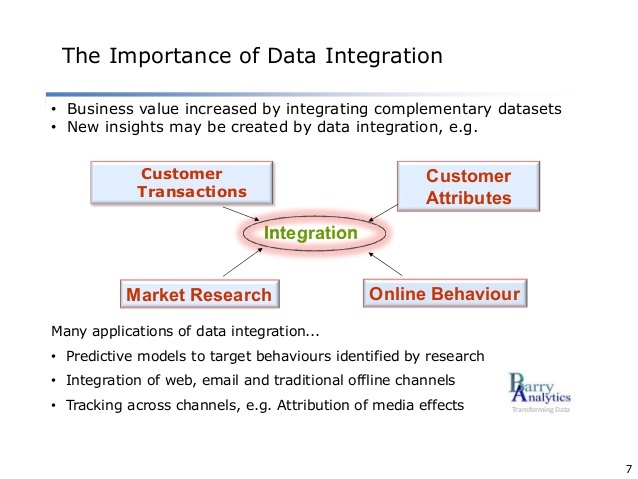 The Importance of Data Integration
• Business value increased by integrating complementary datasets
• New insights may be created by data integration, e.g.
Customer
Transactions
Customer
Attributes
Integration
Market Research
Online Behaviour
Many applications of data integration...
• Predictive models to target behaviours identified by research
• Integration of web, email and traditional offline channels
• Tracking across channels, e.g. Attribution of media effects
Barry
Analytics
Transforming Data
7